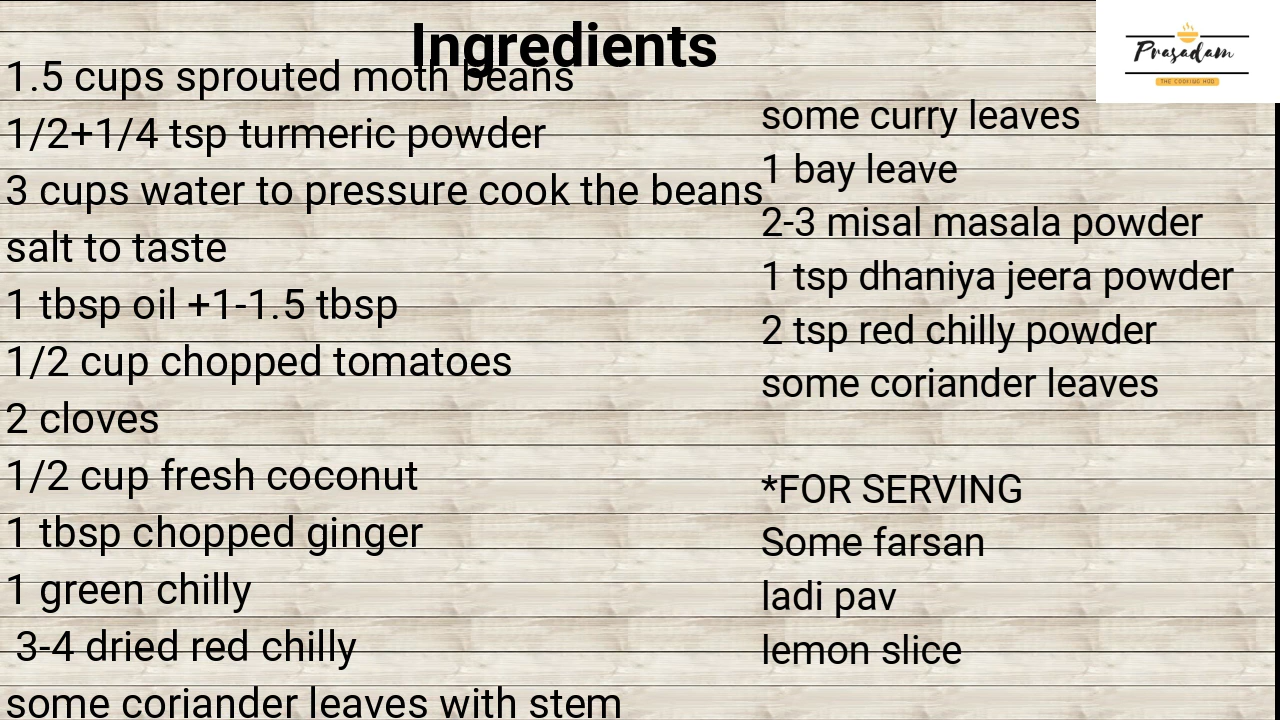 Ingredients
1.5 cups sprouted moth beans
1/2+1/4 tsp turmeric powder
3 cups water to pressure cook the beans
salt to taste
1 tbsp oil +1-1.5 tbsp
1/2 cup chopped tomatoes
2 cloves
1/2 cup fresh coconut
1 tbsp chopped ginger
1 green chilly
3-4 dried red chilly
some coriander leaves with stem
Prasadam
THE COOKING HUB
some curry leaves
1 bay leave
2-3 misal masala powder
1 tsp dhaniya jeera powder
2 tsp red chilly powder
some coriander leaves
*FOR SERVING
Some farsan
ladi pav
lemon slice